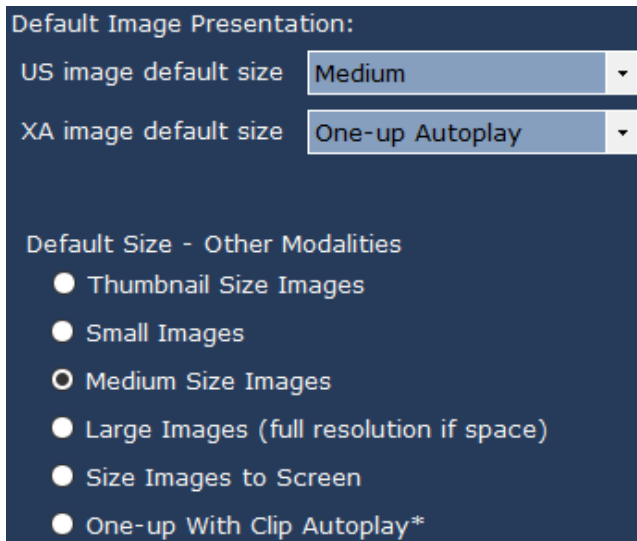 Default Image Presentation:
US image default size Medium
XA image default size One-up Autoplay
Default Size - Other Modalities
Thumbnail Size Images
Small Images
Medium Size Images
Large Images (full resolution if space)
Size Images to Screen
One-up With Clip Autoplay*